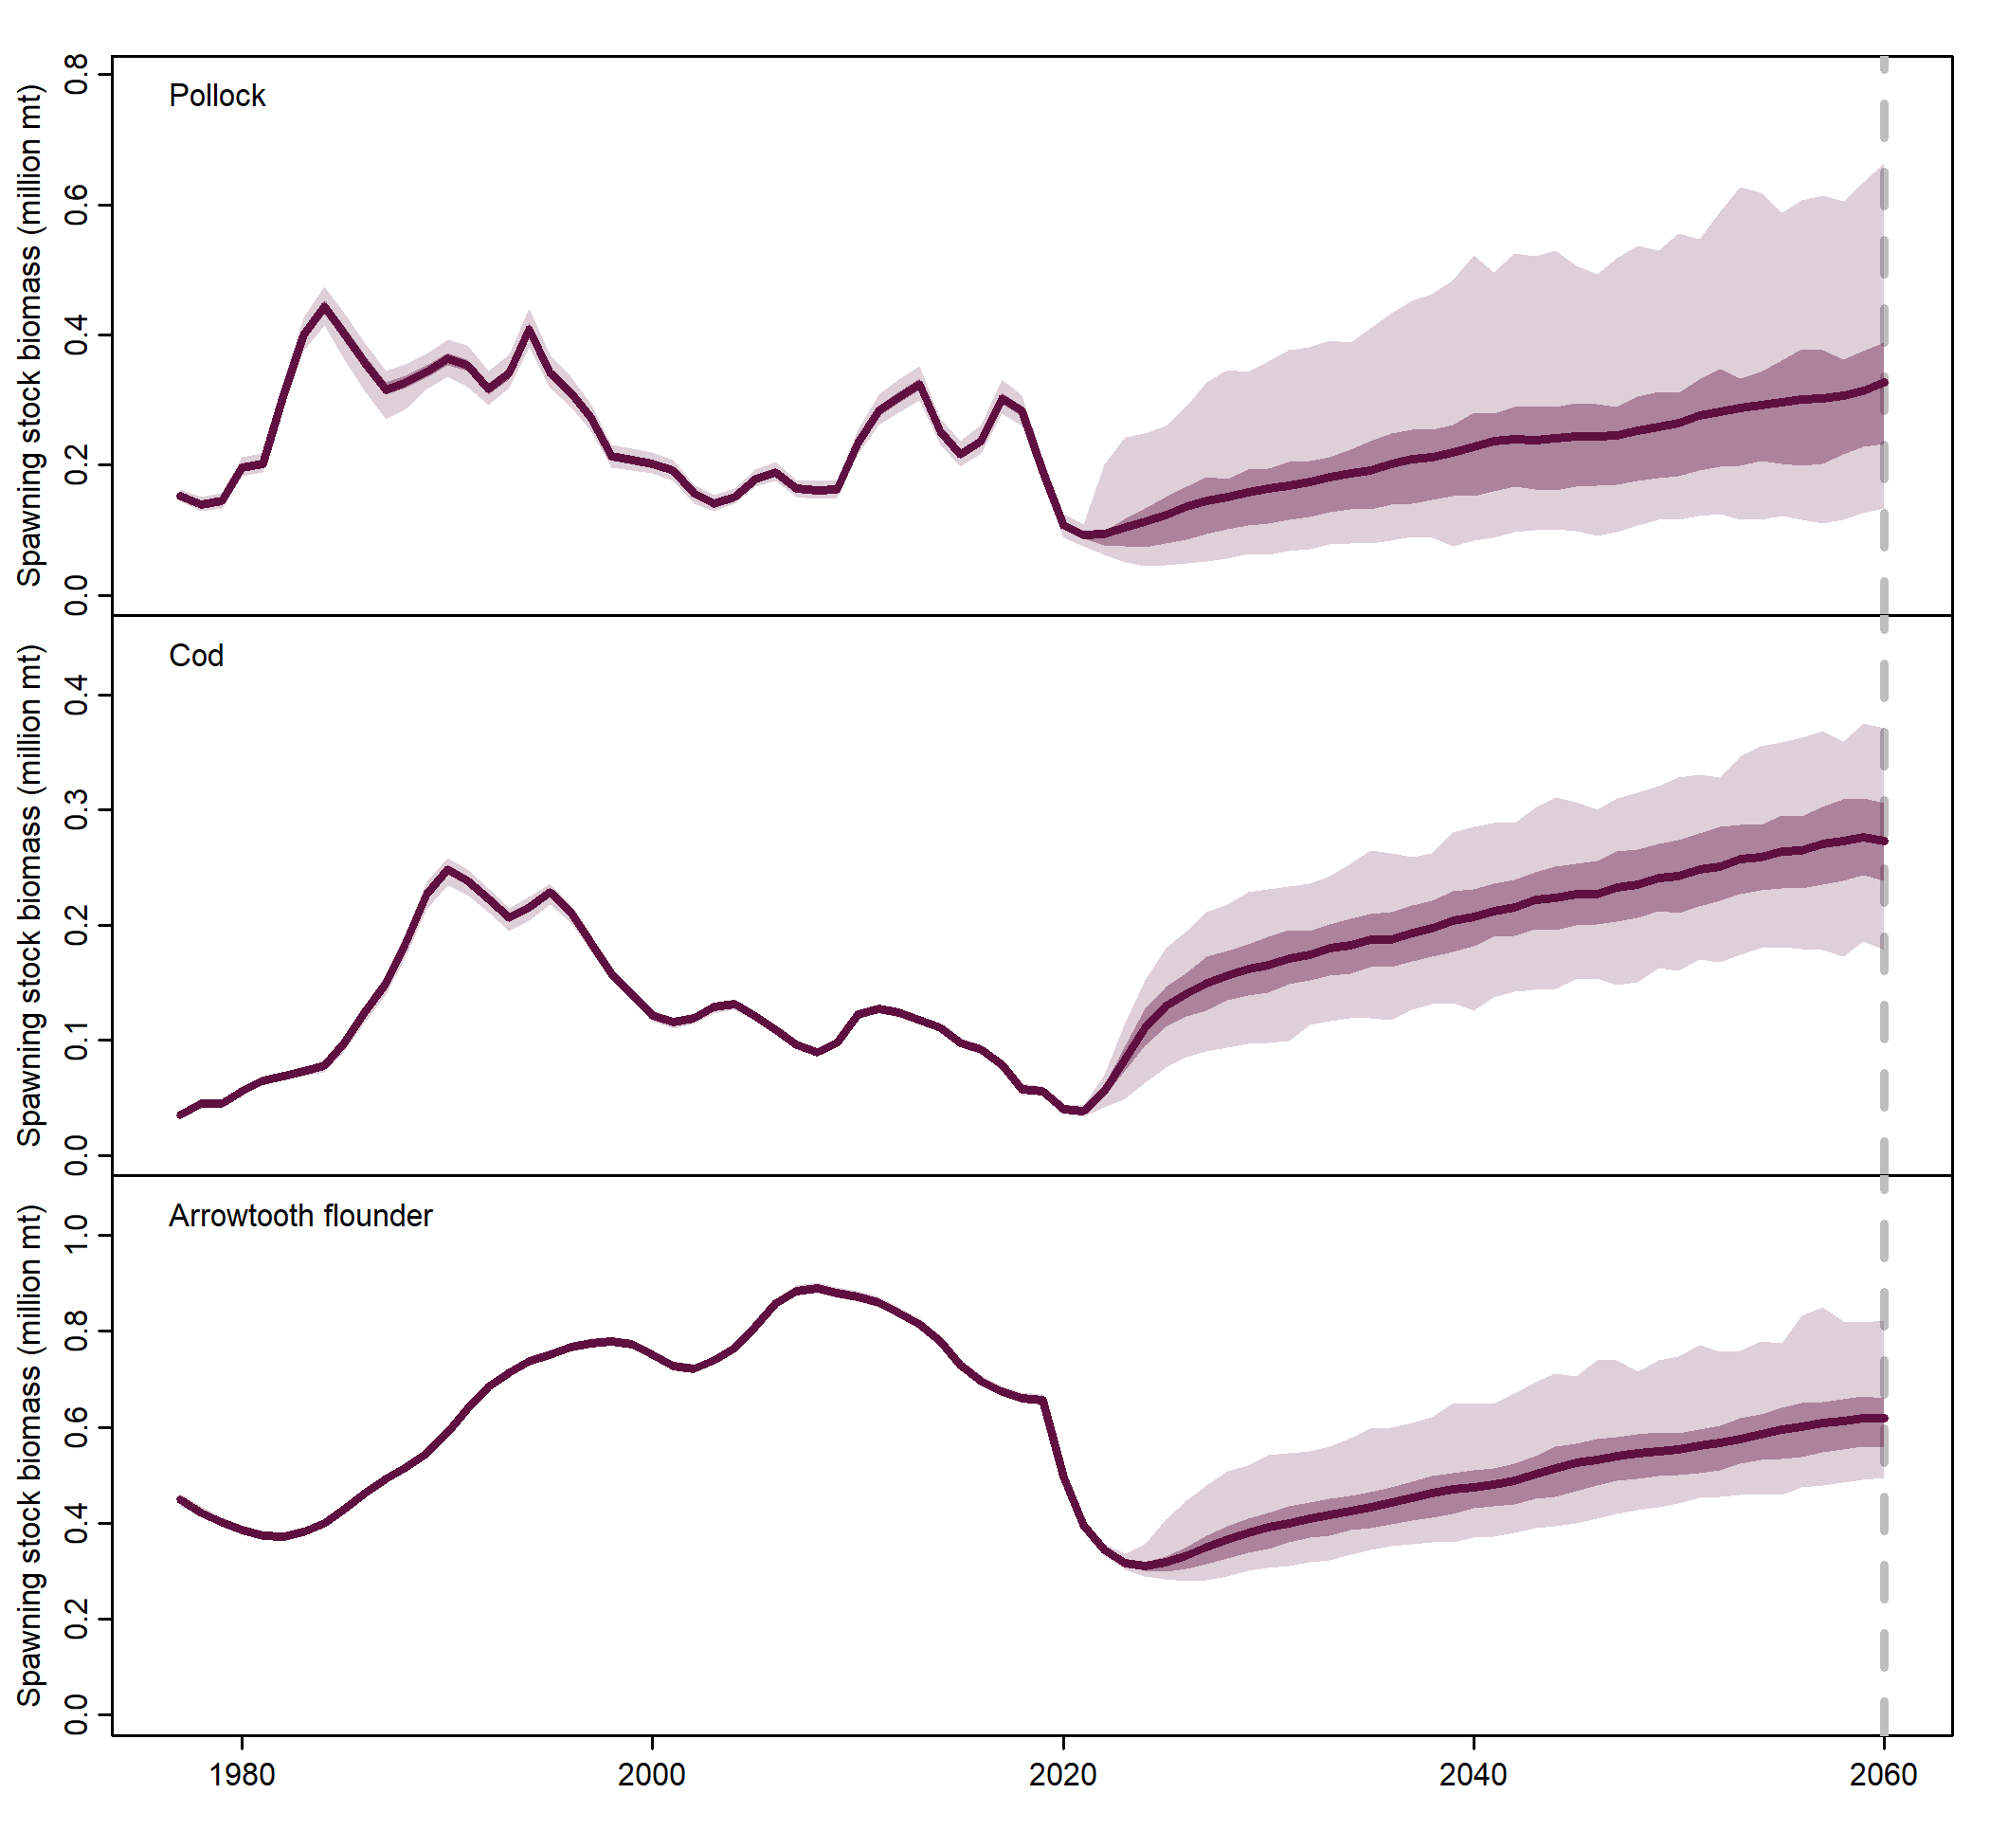 Spawning stock biomass (million mt)
0.0 0.2 0.4 0.6 0.8
Pollock
Spawning stock biomass (million mt)
0.0 0.1 0.2 0.3 0.4
Cod
Spawning stock biomass (million mt)
0.0 0.2 0.4 0.6 0.8 1.0
Arrowtooth flounder
1980 2000 2020 2040 2060